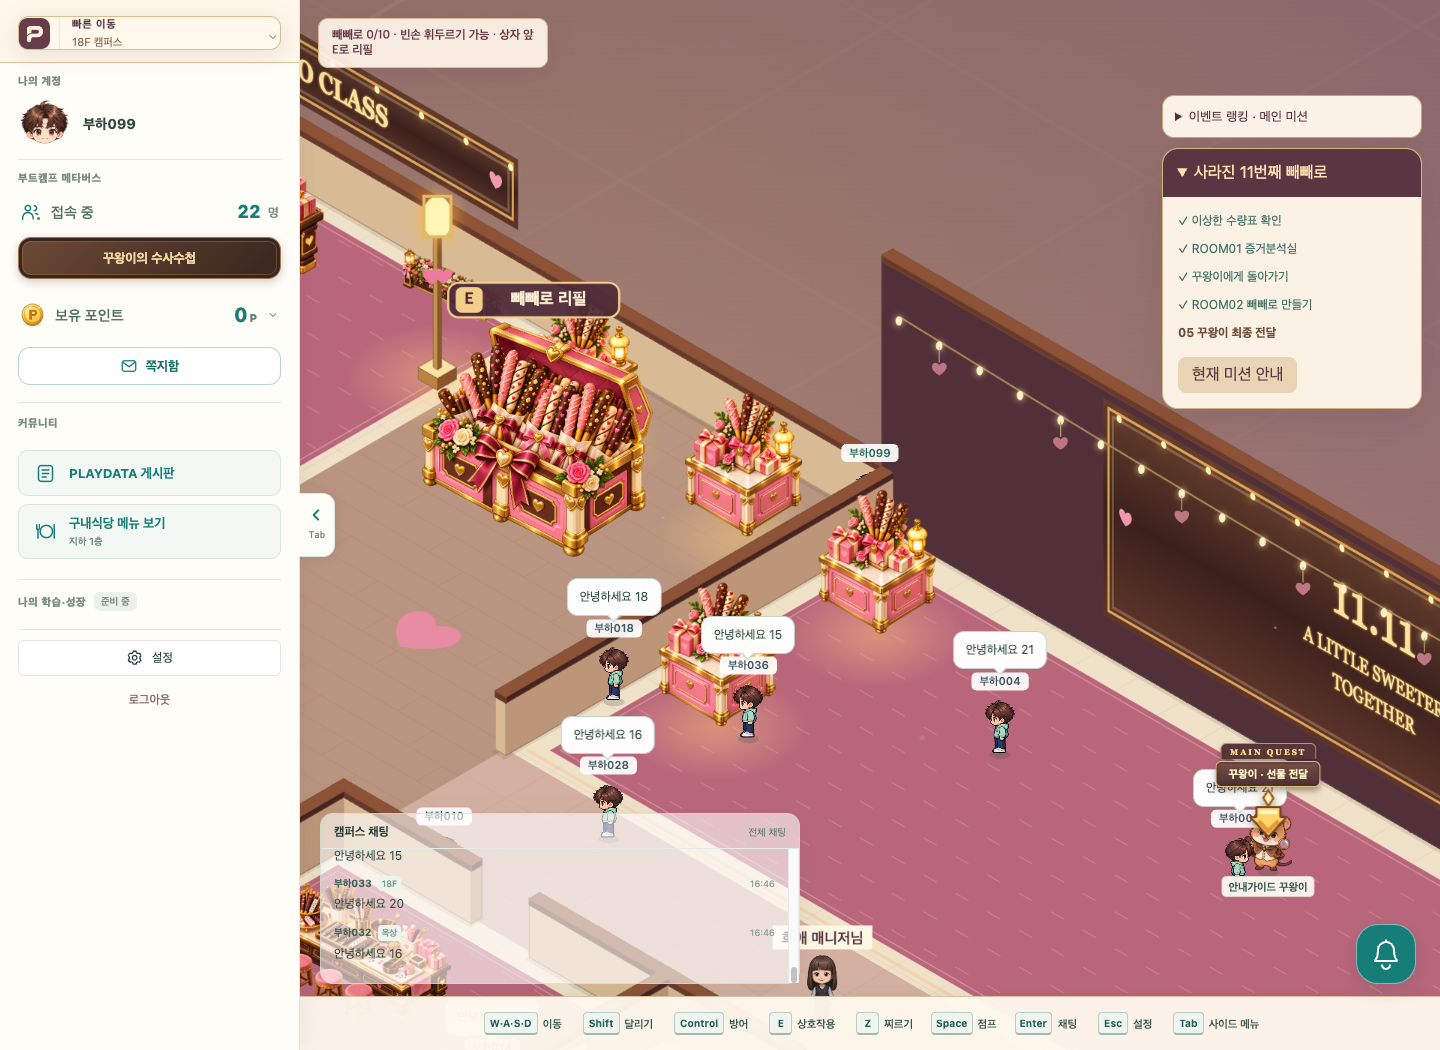 빠른 이동
18F 캠퍼스
나의 계정
부하099
부트캠프 메타버스
접속 중
22 명
꾸왕이의 수사수첩
보유 포인트
0 P
쪽지함
커뮤니티
PLAYDATA 게시판
구내식당 메뉴 보기
지하 1층
나의 학습·성장
준비 중
설정
로그아웃
빼빼로 0/10 · 빈손 휘두르기 가능 · 상자 앞
E로 리필
O CLASS
E 빼빼로 리필
Tab
이벤트 랭킹 · 메인 미션
사라진 11번째 빼빼로
✓ 이상한 수량표 확인
✓ ROOM01 증거분석실
✓ 꾸왕이에게 돌아가기
✓ ROOM02 빼빼로 만들기
05 꾸왕이 최종 전달
현재 미션 안내
부하099
안녕하세요 18
부하018
안녕하세요 15
부하036
안녕하세요 21
부하004
안녕하세요 16
부하028
부하010
11.11
A LITTLE SWEETER
TOGETHER
MAIN QUEST
꾸왕이 · 선물 전달
부하00
안내가이드 꾸왕이
캠퍼스 채팅
전체 채팅
안녕하세요 15
부하033 18F 16:46
안녕하세요 20
부하032 옥상 16:46
안녕하세요 16
매니저님
W·A·S·D 이동
Shift 달리기
Control 방어
E 상호작용
Z 찌르기
Space 점프
Enter 채팅
Esc 설정
Tab 사이드 메뉴